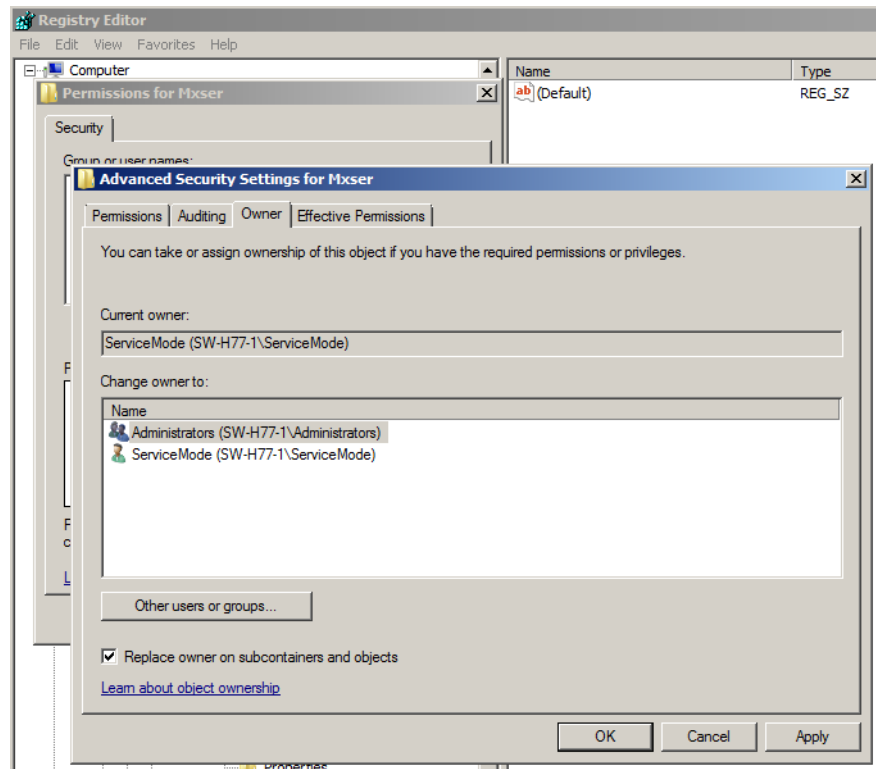 Registry Editor
File Edit View Favorites Help
Computer
Name Type
ab (Default) REG_SZ
Permissions for Mxser
Security
Group or user names:
Advanced Security Settings for Mxser
Permissions Auditing Owner Effective Permissions
You can take or assign ownership of this object if you have the required permissions or privileges.
Current owner:
ServiceMode (SW-H77-1\ServiceMode)
Change owner to:
Name
Administrators (SW-H77-1\Administrators)
ServiceMode (SW-H77-1\ServiceMode)
Other users or groups...
Replace owner on subcontainers and objects
Learn about object ownership
OK Cancel Apply
Properties